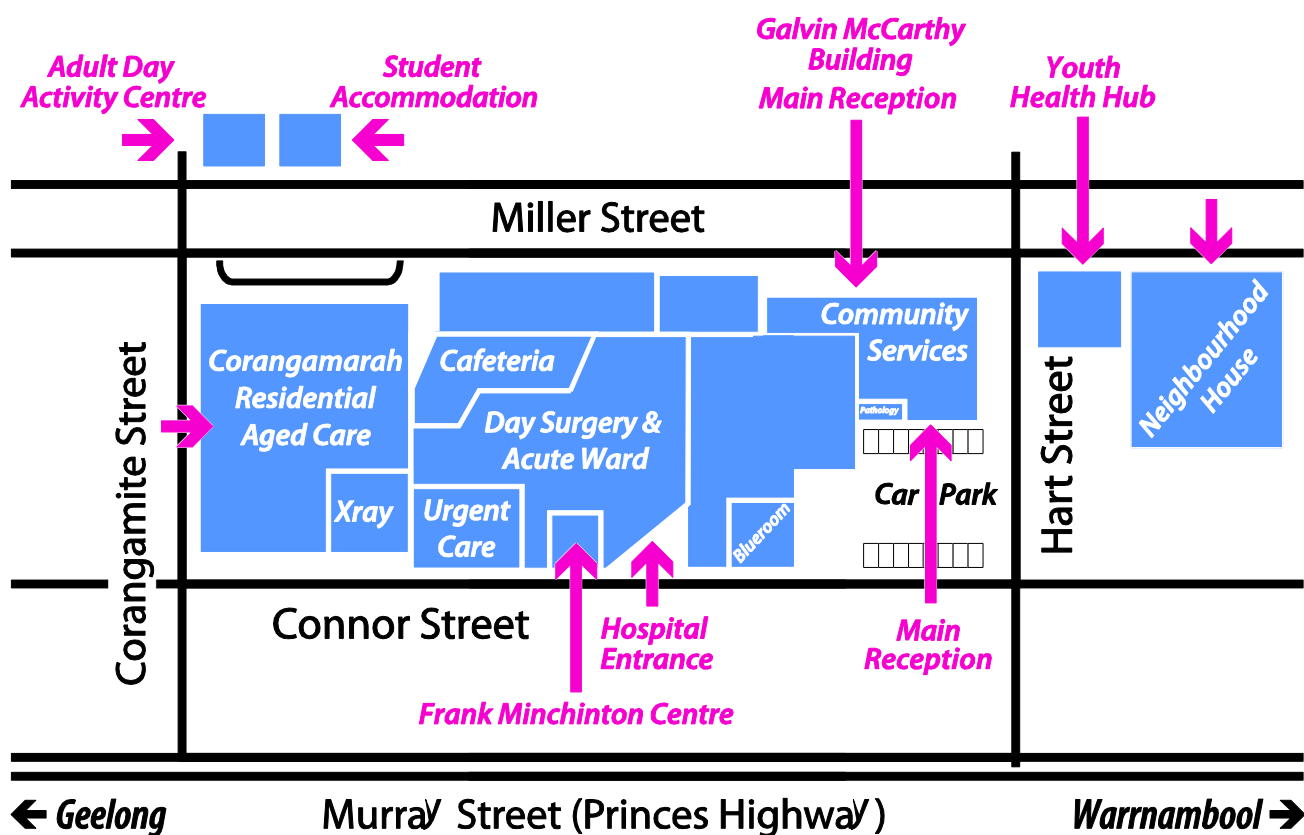 Adult Day
Activity Centre
Student
Accommodation
Galvin McCarthy
Building
Main Reception
Youth
Health Hub
Miller Street
Corangamite Street
Corangamarah
Residential
Aged Care
Xray
Cafeteria
Day Surgery &
Acute Ward
Urgent
Care
Blueroom
Community
Services
Pathology
Car Park
Hart Street
Neighbourhood
House
Connor Street
Hospital
Entrance
Main
Reception
Frank Minchinton Centre
Geelong
Murray Street (Princes Highway)
Warrnambool